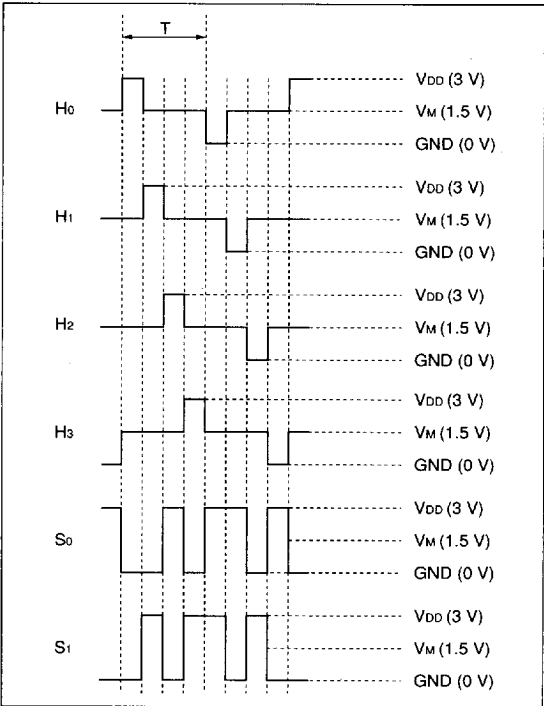 T
VDD (3 V)
H0 VM (1.5 V)
GND (0 V)
VDD (3 V)
H1 VM (1.5 V)
GND (0 V)
VDD (3 V)
H2 VM (1.5 V)
GND (0 V)
VDD (3 V)
H3 VM (1.5 V)
GND (0 V)
VDD (3 V)
S0 VM (1.5 V)
GND (0 V)
VDD (3 V)
S1 VM (1.5 V)
GND (0 V)